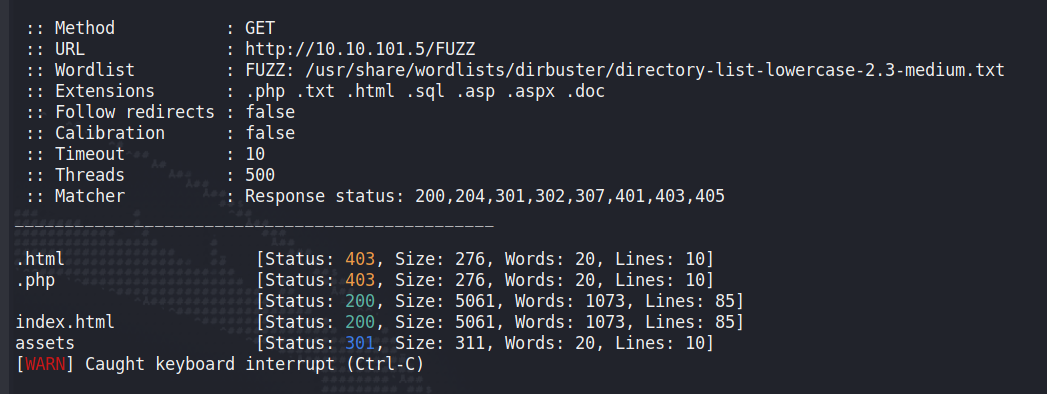 :: Method : GET
:: URL : http://10.10.101.5/FUZZ
:: Wordlist : FUZZ: /usr/share/wordlists/dirbuster/directory-list-lowercase-2.3-medium.txt
:: Extensions : .php .txt .html .sql .asp .aspx .doc
:: Follow redirects : false
:: Calibration : false
:: Timeout : 10
:: Threads : 500
:: Matcher : Response status: 200,204,301,302,307,401,403,405
________________________________________________
.html [Status: 403, Size: 276, Words: 20, Lines: 10]
.php [Status: 403, Size: 276, Words: 20, Lines: 10]
[Status: 200, Size: 5061, Words: 1073, Lines: 85]
index.html [Status: 200, Size: 5061, Words: 1073, Lines: 85]
assets [Status: 301, Size: 311, Words: 20, Lines: 10]
[WARN] Caught keyboard interrupt (Ctrl-C)